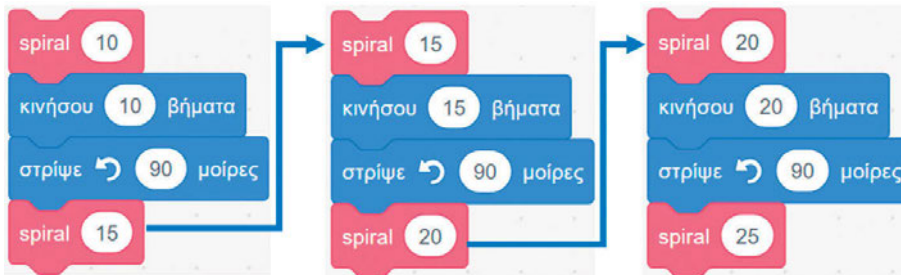 spiral 10
κινήσου 10 βήματα
στρίψε 90 μοίρες
spiral 15
spiral 15
κινήσου 15 βήματα
στρίψε 90 μοίρες
spiral 20
spiral 20
κινήσου 20 βήματα
στρίψε 90 μοίρες
spiral 25